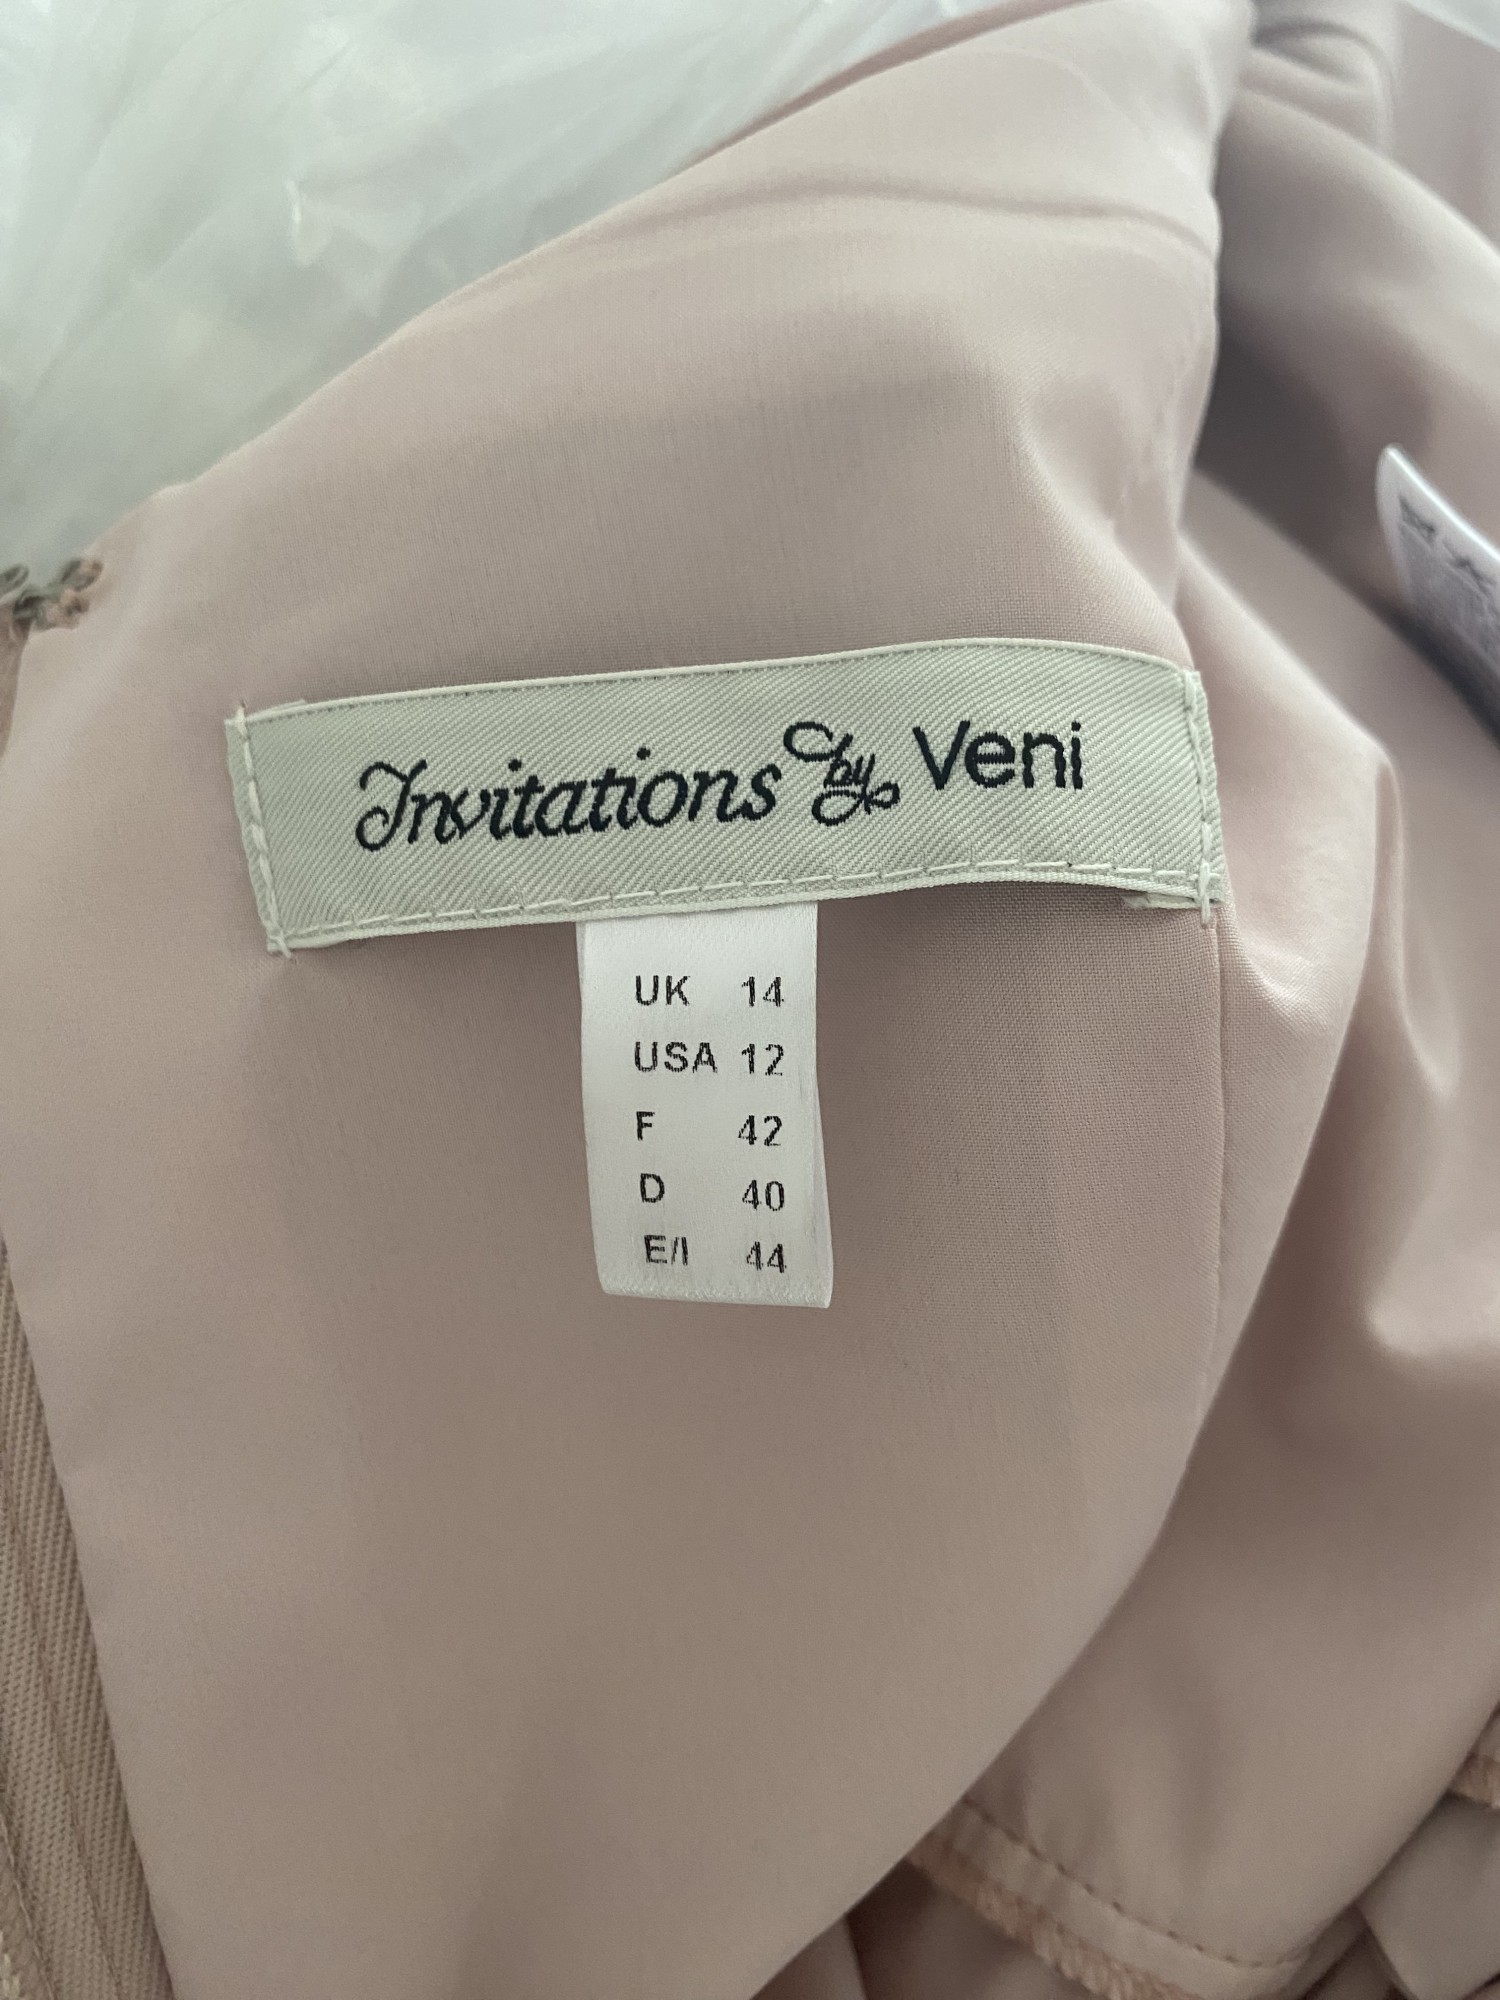 Invitations by Veni
UK 14
USA 12
F 42
D 40
E/I 44